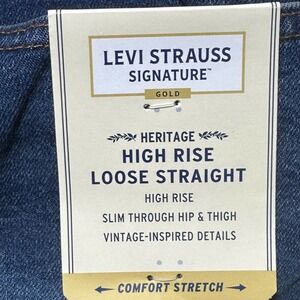 LEVI STRAUSS
SIGNATURE™
GOLD
HERITAGE
HIGH RISE
LOOSE STRAIGHT
HIGH RISE
SLIM THROUGH HIP & THIGH
VINTAGE-INSPIRED DETAILS
COMFORT STRETCH